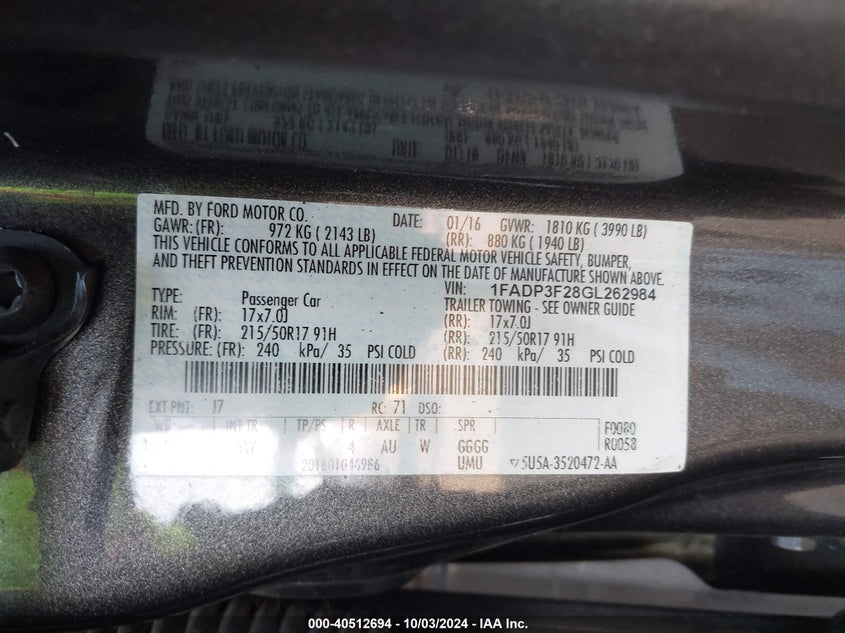 MFD. BY FORD MOTOR CO.
DATE: 01/16 GVWR: 1810 KG ( 3990 LB)
GAWR: (FR): 972 KG ( 2143 LB) (RR): 880 KG ( 1940 LB)
THIS VEHICLE CONFORMS TO ALL APPLICABLE FEDERAL MOTOR VEHICLE SAFETY, BUMPER,
AND THEFT PREVENTION STANDARDS IN EFFECT ON THE DATE OF MANUFACTURE SHOWN ABOVE.
VIN: 1FADP3F28GL262984
TYPE: Passenger Car TRAILER TOWING - SEE OWNER GUIDE
RIM: (FR): 17x7.0J (RR): 17x7.0J
TIRE: (FR): 215/50R17 91H (RR): 215/50R17 91H
PRESSURE: (FR): 240 kPa/ 35 PSI COLD (RR): 240 kPa/ 35 PSI COLD
EXT PNT: J7 RC: 71 DSO:
WB INT TR TP/PS R AXLE TR SPR F0080
4 AU W GGGG R0058
201601046986 UMU 5U5A-3520472-AA
000-40512694 - 10/03/2024 - IAA Inc.